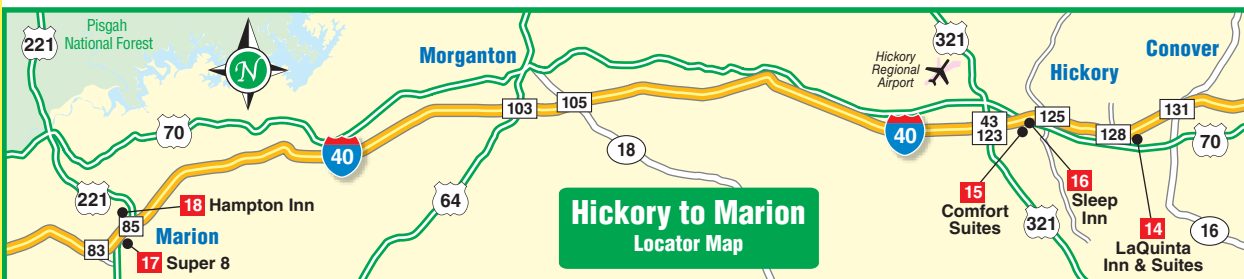 Pisgah
National Forest
221
N
Morganton
321
Hickory
Regional
Airport
Hickory
Conover
70
40
103
105
18
40
43
123
125
128
131
70
221
18 Hampton Inn
85
83
Marion
17 Super 8
64
Hickory to Marion
Locator Map
15
Comfort
Suites
321
16
Sleep
Inn
14
LaQuinta
Inn & Suites
16